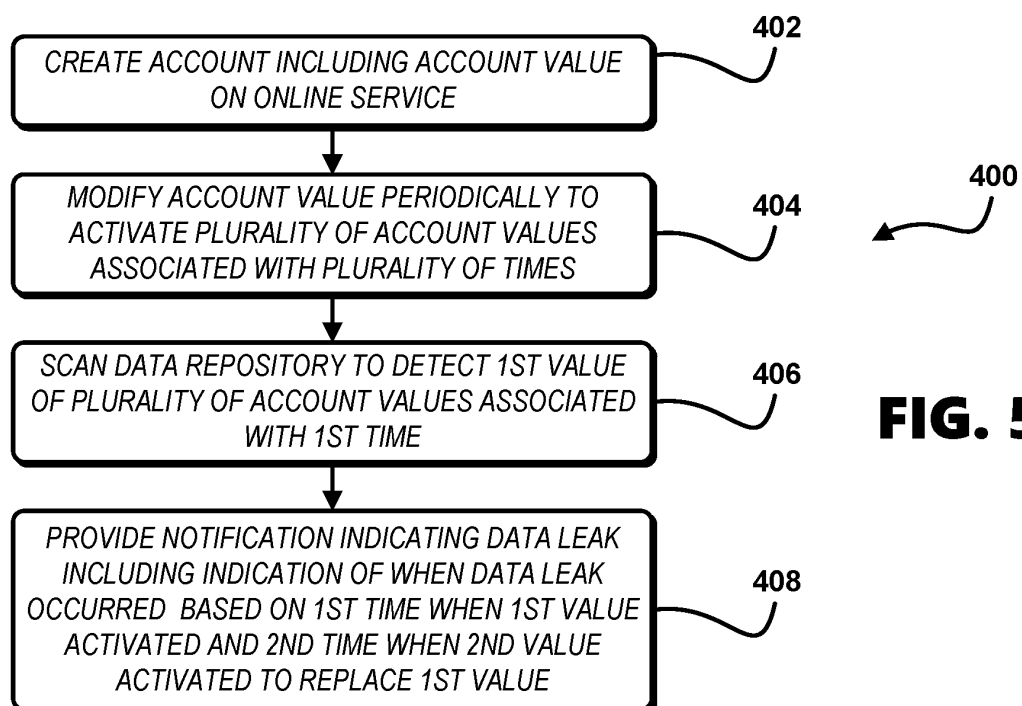 402
CREATE ACCOUNT INCLUDING ACCOUNT VALUE
ON ONLINE SERVICE
MODIFY ACCOUNT VALUE PERIODICALLY TO
ACTIVATE PLURALITY OF ACCOUNT VALUES
ASSOCIATED WITH PLURALITY OF TIMES
404
400
SCAN DATA REPOSITORY TO DETECT 1ST VALUE
OF PLURALITY OF ACCOUNT VALUES ASSOCIATED
WITH 1ST TIME
406
FIG. 5
PROVIDE NOTIFICATION INDICATING DATA LEAK
INCLUDING INDICATION OF WHEN DATA LEAK
OCCURRED BASED ON 1ST TIME WHEN 1ST VALUE
ACTIVATED AND 2ND TIME WHEN 2ND VALUE
ACTIVATED TO REPLACE 1ST VALUE
408